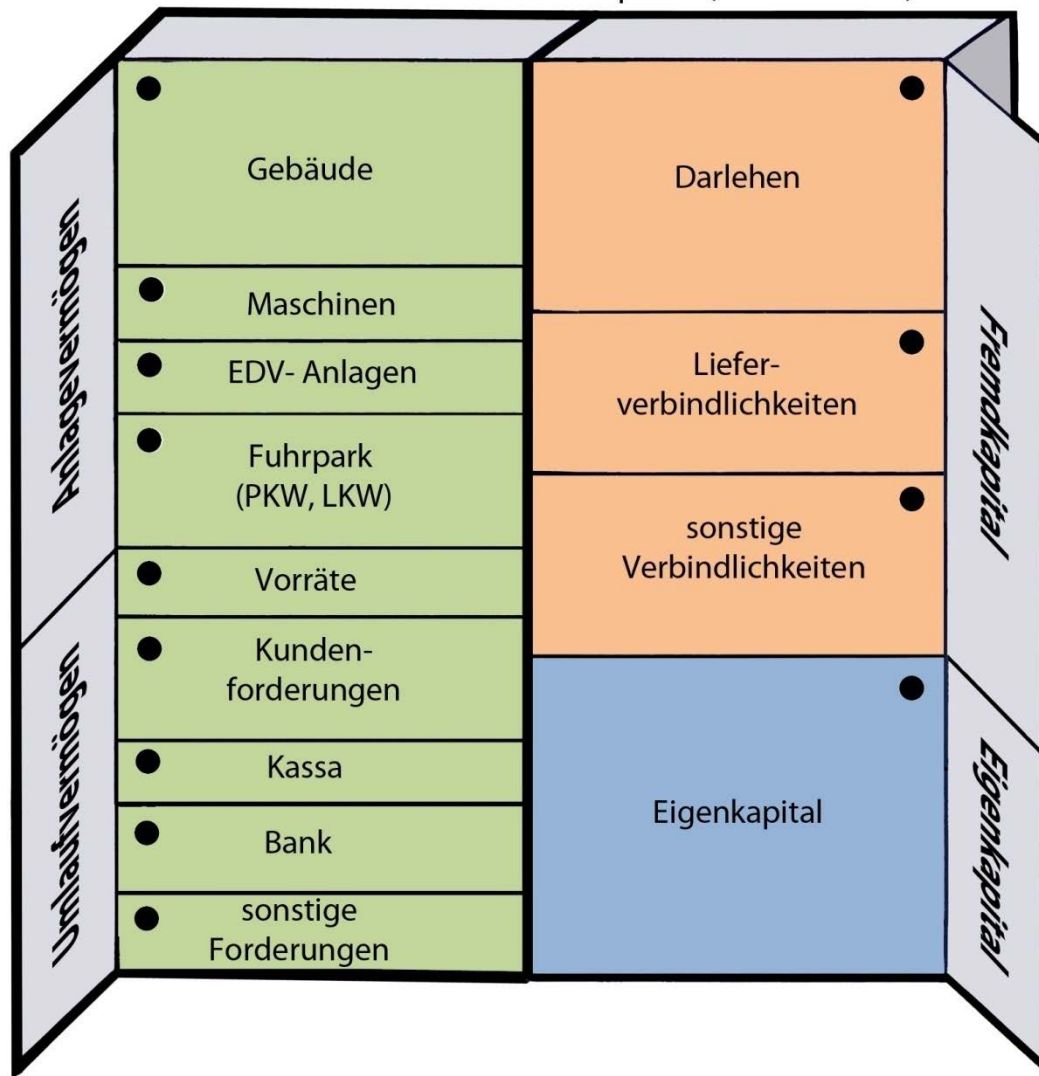 Anlagevermögen
Umlaufvermögen
Gebäude
Maschinen
EDV- Anlagen
Fuhrpark
(PKW, LKW)
Vorräte
Kunden-
forderungen
Kassa
Bank
sonstige
Forderungen
Darlehen
Liefer-
verbindlichkeiten
sonstige
Verbindlichkeiten
Eigenkapital
Fremdkapital
Eigenkapital